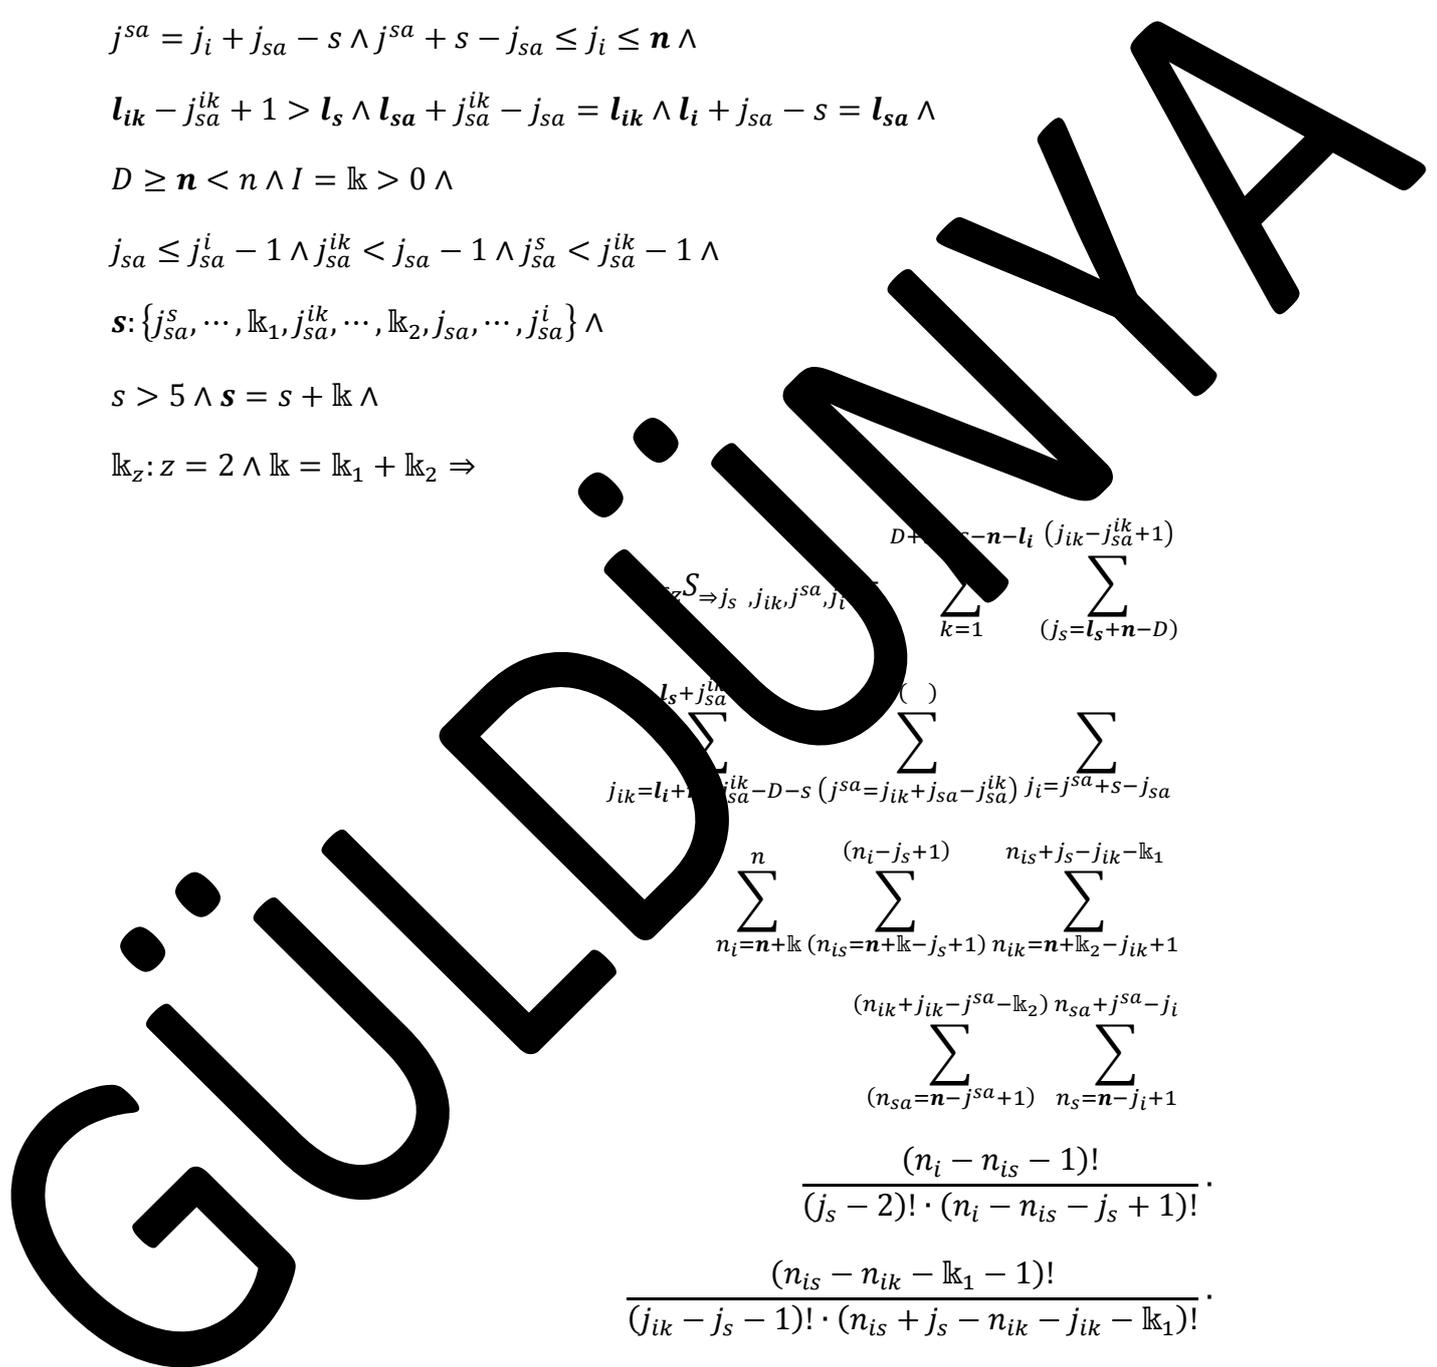 j^{sa} = j_i + j_{sa} − s ∧ j^{sa} + s − j_{sa} ≤ j_i ≤ 𝒏 ∧
𝒍_{𝒊𝒌} − j_{sa}^{ik} + 1 > 𝒍_𝒔 ∧ 𝒍_{𝒔𝒂} + j_{sa}^{ik} − j_{sa} = 𝒍_{𝒊𝒌} ∧ 𝒍_𝒊 + j_{sa} − s = 𝒍_{𝒔𝒂} ∧
D ≥ 𝒏 < n ∧ I = 𝕜 > 0 ∧
j_{sa} ≤ j_{sa}^{i} − 1 ∧ j_{sa}^{ik} < j_{sa} − 1 ∧ j_{sa}^{s} < j_{sa}^{ik} − 1 ∧
𝒔: {j_{sa}^{s}, ⋯ , 𝕜_1, j_{sa}^{ik}, ⋯ , 𝕜_2, j_{sa}, ⋯ , j_{sa}^{i}} ∧
s > 5 ∧ 𝒔 = s + 𝕜 ∧
𝕜_z: z = 2 ∧ 𝕜 = 𝕜_1 + 𝕜_2 ⇒
−𝒏−𝒍_𝒊 (j_{ik}−j_{sa}^{ik}+1)
S_{⇒j_s ,j_{ik},j^{sa},j_i} ∑ ∑
k=1 (j_s=𝒍_𝒔+𝒏−D)
𝒍_𝒔+j_{sa}^{ik} ( )
∑ ∑ ∑
j_{ik}=𝒍_𝒊+ j_{sa}^{ik}−D−s (j^{sa}=j_{ik}+j_{sa}−j_{sa}^{ik}) j_i=j^{sa}+s−j_{sa}
n (n_i−j_s+1) n_{is}+j_s−j_{ik}−𝕜_1
∑ ∑ ∑
n_i=𝒏+𝕜 (n_{is}=𝒏+𝕜−j_s+1) n_{ik}=𝒏+𝕜_2−j_{ik}+1
(n_{ik}+j_{ik}−j^{sa}−𝕜_2) n_{sa}+j^{sa}−j_i
∑ ∑
(n_{sa}=𝒏−j^{sa}+1) n_s=𝒏−j_i+1
(n_i − n_{is} − 1)!
(j_s − 2)! · (n_i − n_{is} − j_s + 1)! ·
(n_{is} − n_{ik} − 𝕜_1 − 1)!
(j_{ik} − j_s − 1)! · (n_{is} + j_s − n_{ik} − j_{ik} − 𝕜_1)! ·
GÜLDÜNYA